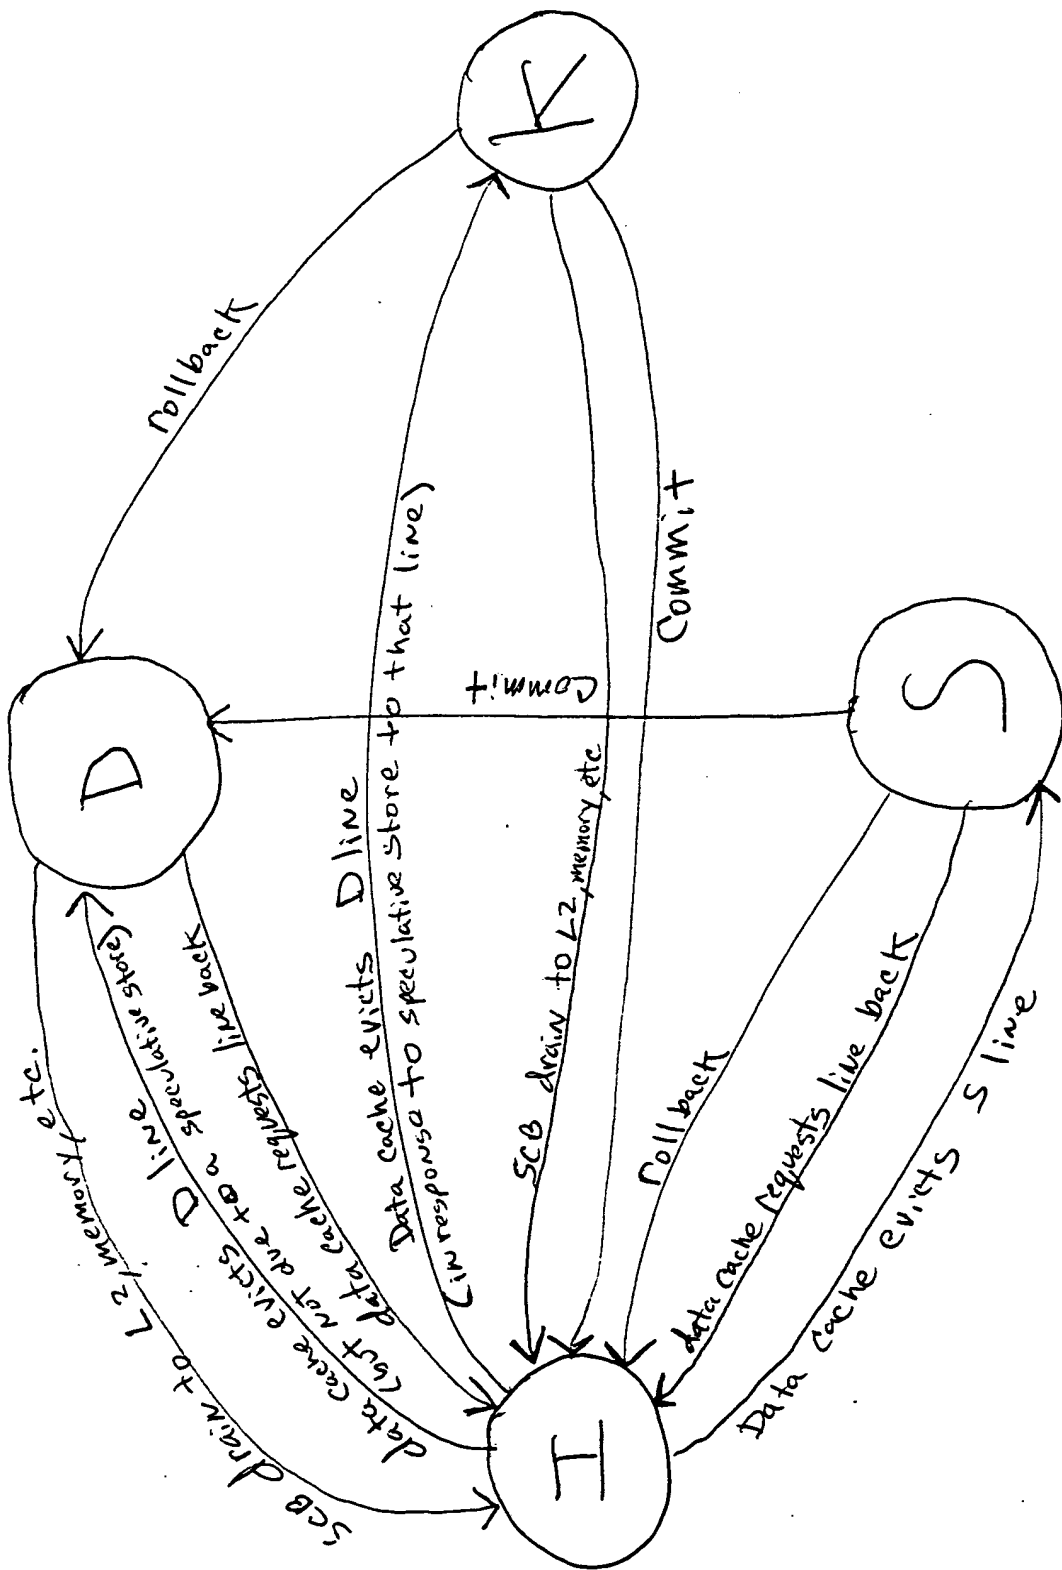 SCB drain to L2, memory, etc.
data cache evicts D line
(but not due to a speculative store)
data cache requests line back
D
rollback
Data cache evicts D line
(in response to speculative store to that line)
K
H
Commit
SCB drain to L2, memory, etc
Commit
rollback
data cache requests line back
Data cache evicts S line
S